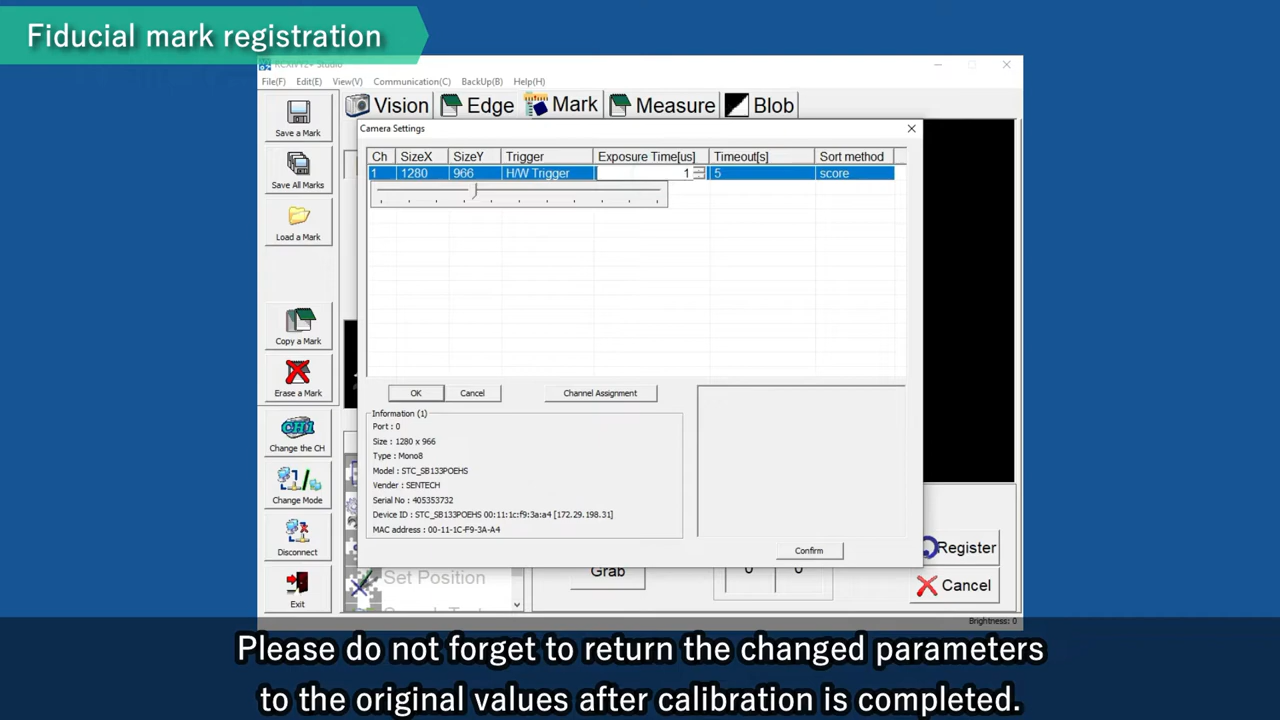 Fiducial mark registration
RCXiVY2+ Studio
File(F) Edit(E) View(V) Communication(C) BackUp(B) Help(H)
Save a Mark
Save All Marks
Load a Mark
Copy a Mark
Erase a Mark
CH1
Change the CH
Change Mode
Disconnect
Exit
Vision Edge Mark Measure Blob
Camera Settings
Ch SizeX SizeY Trigger Exposure Time[us] Timeout[s] Sort method
1 1280 966 H/W Trigger 1 5 score
OK Cancel Channel Assignment
Information (1)
Port : 0
Size : 1280 x 966
Type : Mono8
Model : STC_SB133POEHS
Vender : SENTECH
Serial No : 405353732
Device ID : STC_SB133POEHS 00:11:1c:f9:3a:a4 [172.29.198.31]
MAC address : 00-11-1C-F9-3A-A4
Confirm
Register
Set Position
Grab
0 0
Cancel
Brightness: 0
Please do not forget to return the changed parameters
to the original values after calibration is completed.